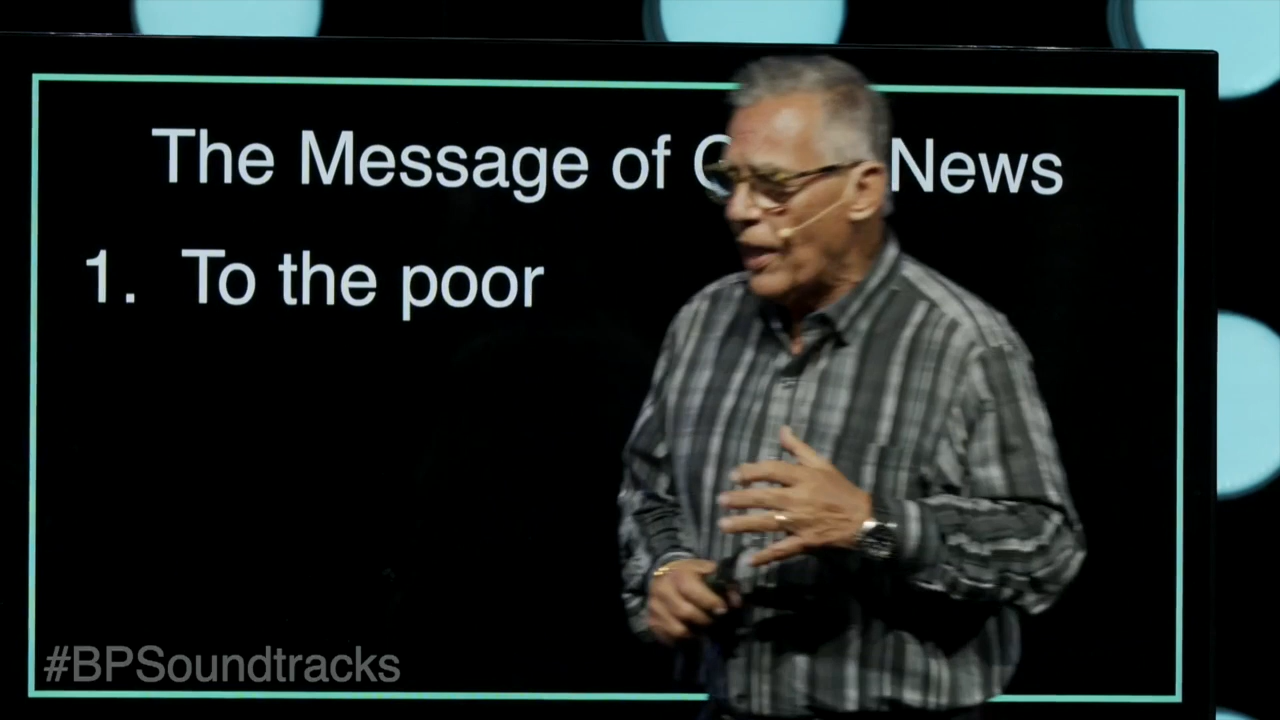 The Message of News
1. To the poor
#BPSoundtracks